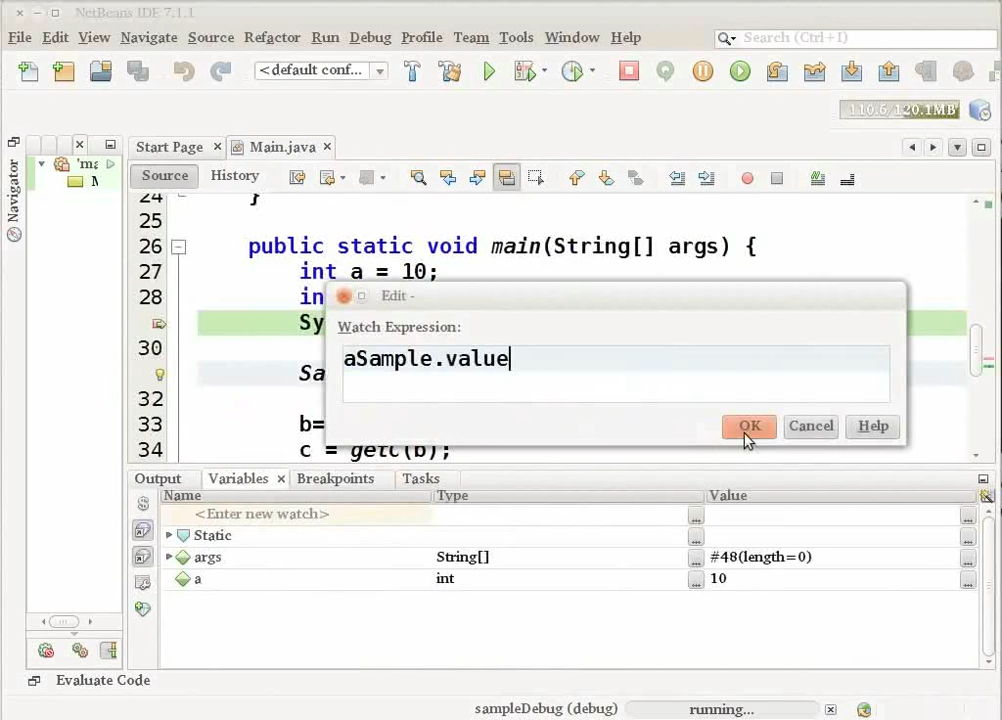 NetBeans IDE 7.1.1
File Edit View Navigate Source Refactor Run Debug Profile Team Tools Window Help Search (Ctrl+I)
<default conf...
110.6/120.1MB
Start Page Main.java
Navigator
'ma
Source History
24 }
25
26 public static void main(String[] args) {
27 int a = 10;
28 in
Sy
30
Sa
32
33 b=
34 c = getC(b);
Edit -
Watch Expression:
aSample.value
OK Cancel Help
Output Variables Breakpoints Tasks
Name Type Value
<Enter new watch>
Static
args String[] #48(length=0)
a int 10
Evaluate Code
sampleDebug (debug) running...